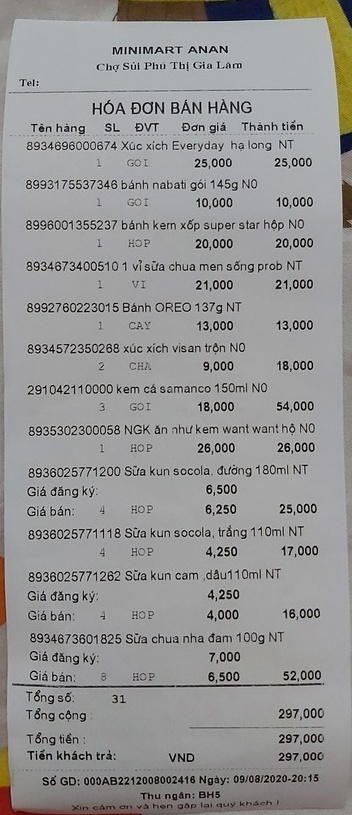 MINIMART ANAN
Chợ Sủi Phú Thị Gia Lâm
Tel:
HÓA ĐƠN BÁN HÀNG
Tên hàng SL ĐVT Đơn giá Thành tiền
8934696000674 Xúc xích Everyday hạ long NT
1 GOI 25,000 25,000
8993175537346 bánh nabati gói 145g N0
1 GOI 10,000 10,000
8996001355237 bánh kem xốp super star hộp N0
1 HOP 20,000 20,000
8934673400510 1 vỉ sữa chua men sống prob NT
1 VI 21,000 21,000
8992760223015 Bánh OREO 137g NT
1 CAY 13,000 13,000
8934572350268 xúc xích visan trộn N0
2 CHA 9,000 18,000
291042110000 kem cá samanco 150ml N0
3 GOI 18,000 54,000
8935302300058 NGK ăn như kem want want hộ N0
1 HOP 26,000 26,000
8936025771200 Sữa kun socola. đường 180ml NT
Giá đăng ký: 6,500
Giá bán: 4 HOP 6,250 25,000
8936025771118 Sữa kun socola, trắng 110ml NT
4 HOP 4,250 17,000
8936025771262 Sữa kun cam ,dâu110ml NT
Giá đăng ký: 4,250
Giá bán: 4 HOP 4,000 16,000
8934673601825 Sữa chua nha đam 100g NT
Giá đăng ký: 7,000
Giá bán: 8 HOP 6,500 52,000
Tổng số: 31
Tổng cộng : 297,000
Tổng tiền : 297,000
Tiền khách trả: VND 297,000
Số GD: 000AB2212008002416 Ngày: 09/08/2020-20:15
Thu ngân: BH5
Xin cảm ơn và hẹn gặp lại quý khách !